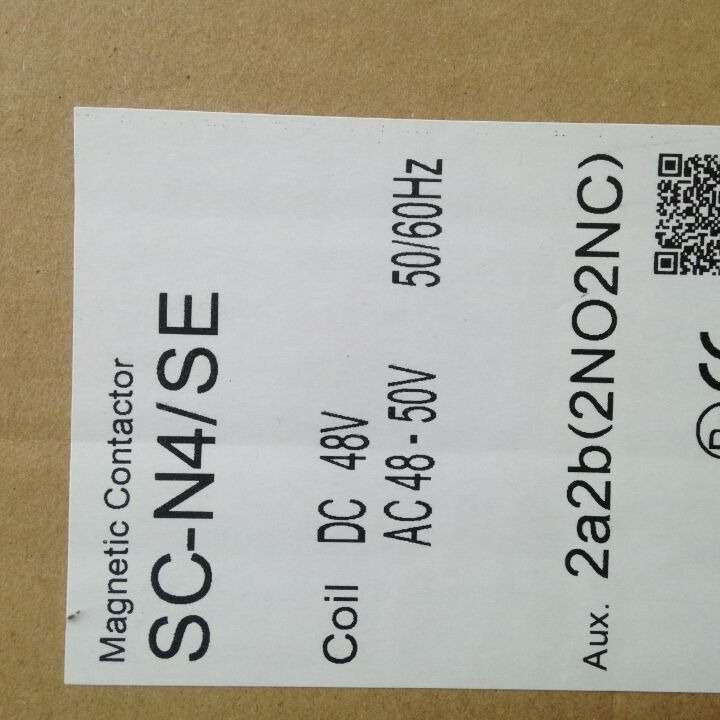 Magnetic Contactor
SC-N4/SE
Coil DC 48V
AC 48 - 50V 50/60Hz
Aux. 2a2b(2NO2NC)